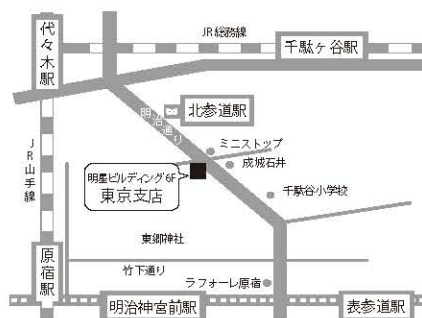 JR総務線
代々木駅
千駄ヶ谷駅
北参道駅
明治通り
ミニストップ
成城石井
JR山手線
明星ビルディング6F
東京支店
千駄谷小学校
東郷神社
原宿駅
竹下通り
ラフォーレ原宿
明治神宮前駅
表参道駅